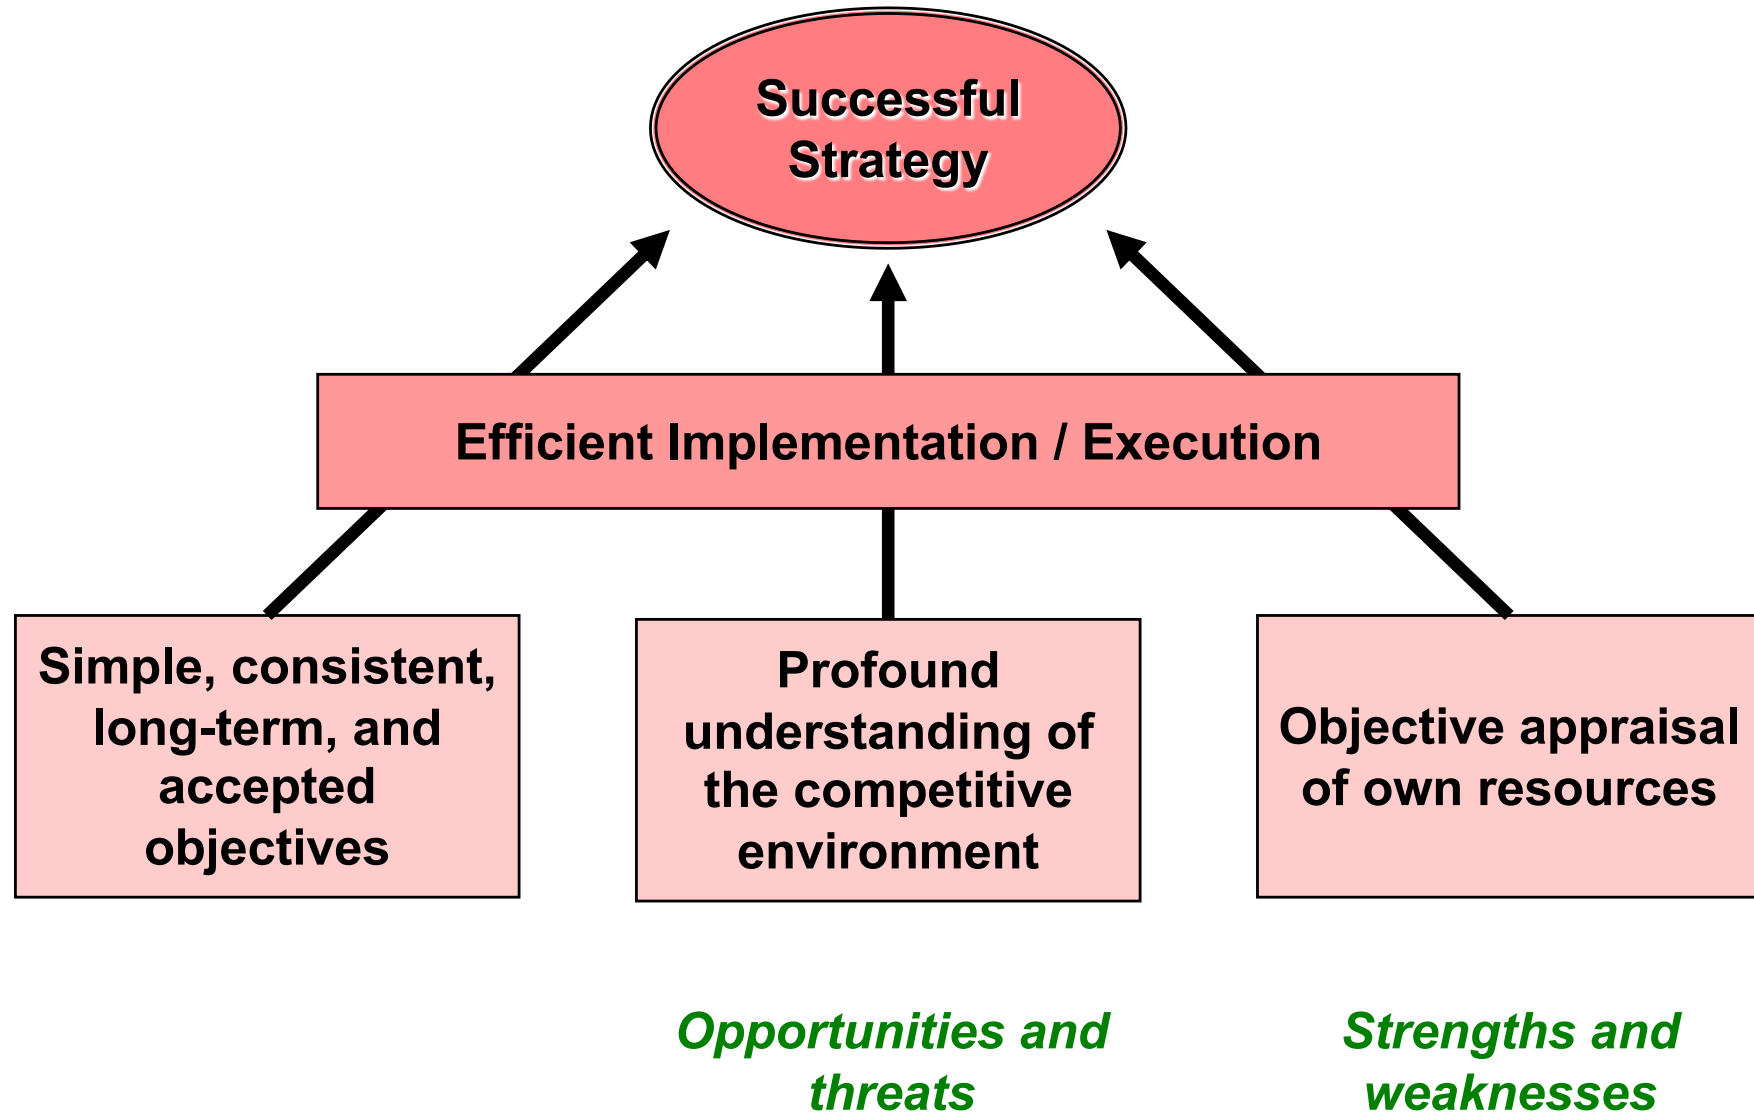 Successful
Strategy
Efficient Implementation / Execution
Simple, consistent,
long-term, and
accepted
objectives
Profound
understanding of
the competitive
environment
Objective appraisal
of own resources
Opportunities and
threats
Strengths and
weaknesses